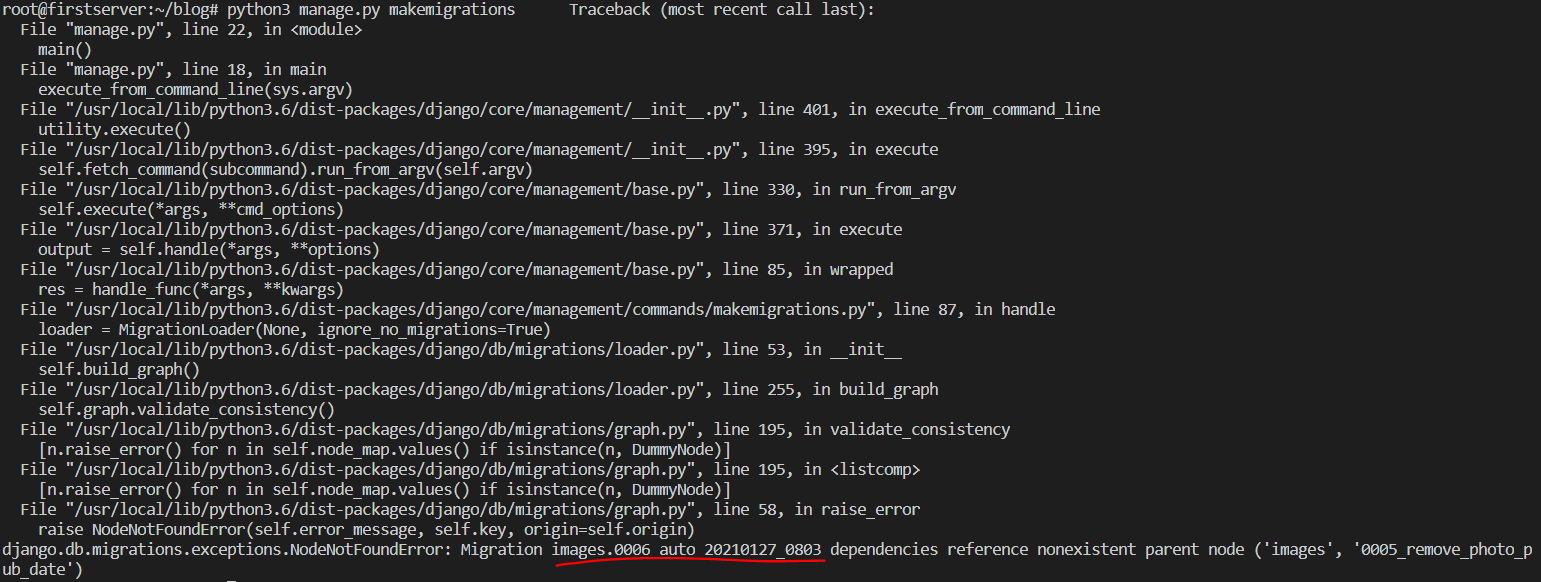 root@firstserver:~/blog# python3 manage.py makemigrations      Traceback (most recent call last):
  File "manage.py", line 22, in <module>
    main()
  File "manage.py", line 18, in main
    execute_from_command_line(sys.argv)
  File "/usr/local/lib/python3.6/dist-packages/django/core/management/__init__.py", line 401, in execute_from_command_line
    utility.execute()
  File "/usr/local/lib/python3.6/dist-packages/django/core/management/__init__.py", line 395, in execute
    self.fetch_command(subcommand).run_from_argv(self.argv)
  File "/usr/local/lib/python3.6/dist-packages/django/core/management/base.py", line 330, in run_from_argv
    self.execute(*args, **cmd_options)
  File "/usr/local/lib/python3.6/dist-packages/django/core/management/base.py", line 371, in execute
    output = self.handle(*args, **options)
  File "/usr/local/lib/python3.6/dist-packages/django/core/management/base.py", line 85, in wrapped
    res = handle_func(*args, **kwargs)
  File "/usr/local/lib/python3.6/dist-packages/django/core/management/commands/makemigrations.py", line 87, in handle
    loader = MigrationLoader(None, ignore_no_migrations=True)
  File "/usr/local/lib/python3.6/dist-packages/django/db/migrations/loader.py", line 53, in __init__
    self.build_graph()
  File "/usr/local/lib/python3.6/dist-packages/django/db/migrations/loader.py", line 255, in build_graph
    self.graph.validate_consistency()
  File "/usr/local/lib/python3.6/dist-packages/django/db/migrations/graph.py", line 195, in validate_consistency
    [n.raise_error() for n in self.node_map.values() if isinstance(n, DummyNode)]
  File "/usr/local/lib/python3.6/dist-packages/django/db/migrations/graph.py", line 195, in <listcomp>
    [n.raise_error() for n in self.node_map.values() if isinstance(n, DummyNode)]
  File "/usr/local/lib/python3.6/dist-packages/django/db/migrations/graph.py", line 58, in raise_error
    raise NodeNotFoundError(self.error_message, self.key, origin=self.origin)
django.db.migrations.exceptions.NodeNotFoundError: Migration images.0006_auto_20210127_0803 dependencies reference nonexistent parent node ('images', '0005_remove_photo_p
ub_date')